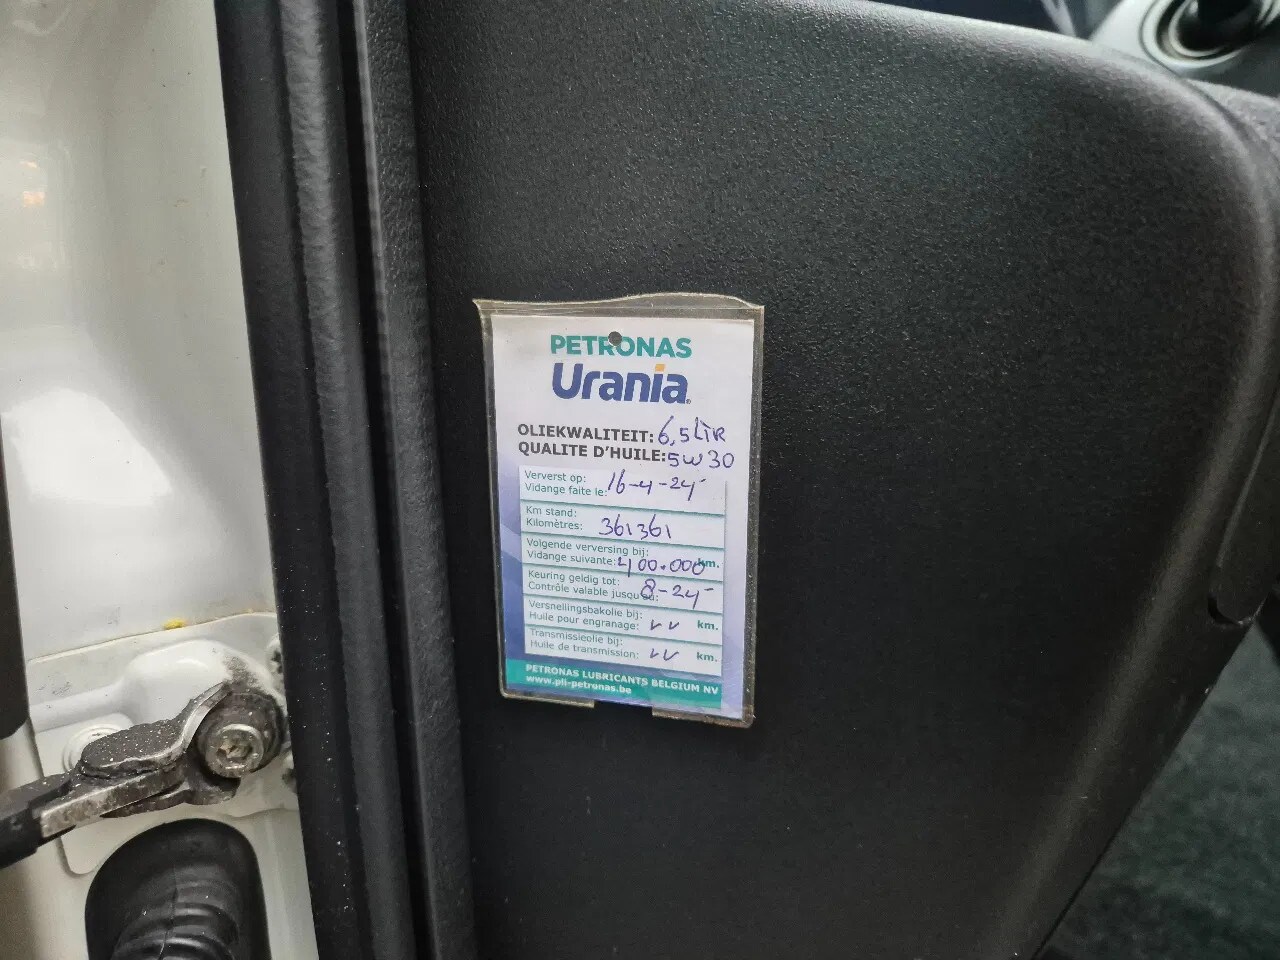 PETRONAS
Urania
OLIEKWALITEIT: 6,5 LTR
QUALITE D'HUILE: 5W30
Ververst op:
Vidange faite le: 16-4-24
Km stand:
Kilomètres: 361361
Volgende verversing bij:
Vidange suivante: 400.000 km.
Keuring geldig tot:
Contrôle valable jusqu'au: 8-24
Versnellingsbakolie bij:
Huile pour engranage: km.
Transmissieolie bij:
Huile de transmission: km.
PETRONAS LUBRICANTS BELGIUM NV
www.pli-petronas.be